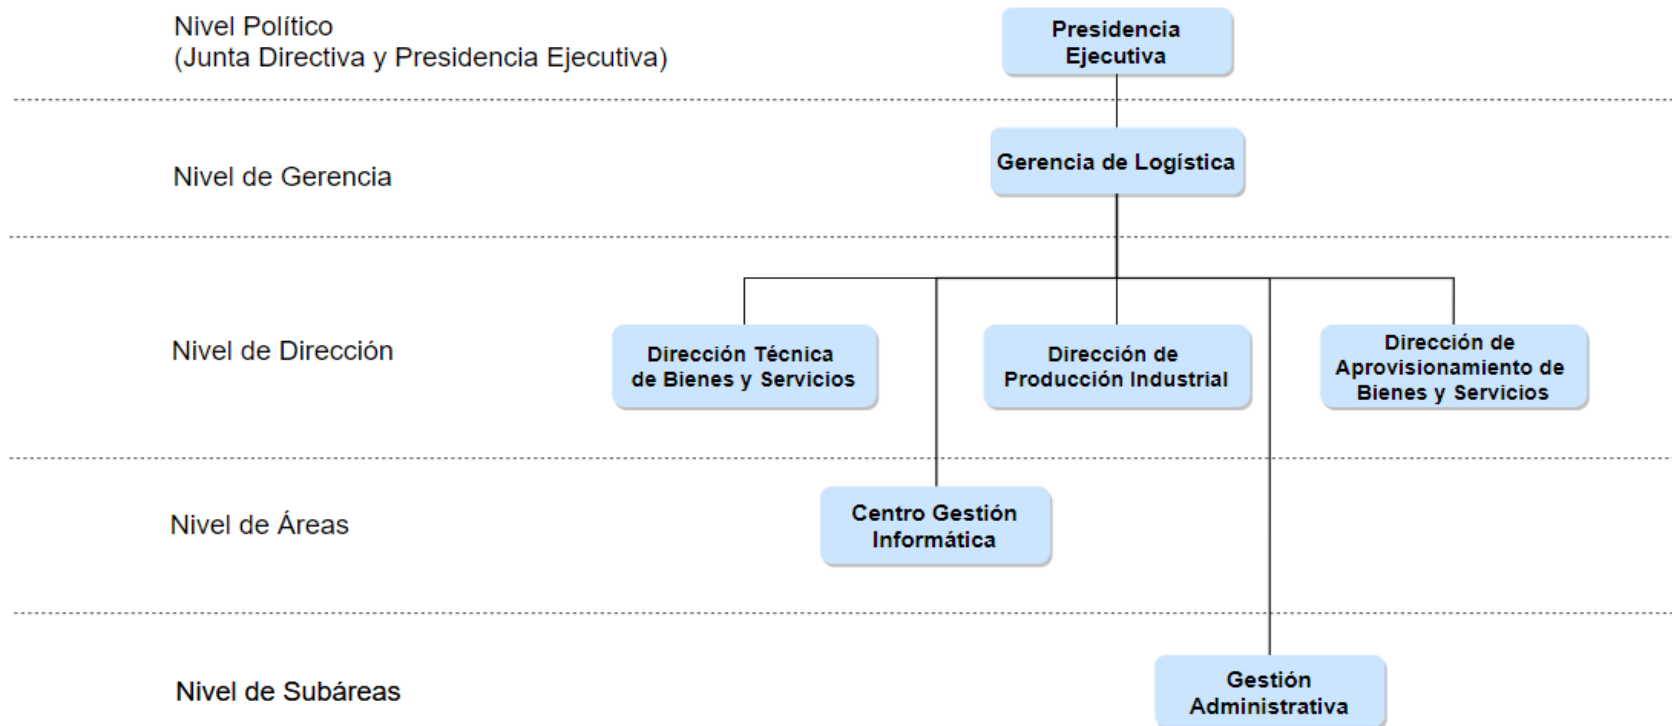 Nivel Político
(Junta Directiva y Presidencia Ejecutiva)
Presidencia
Ejecutiva
Nivel de Gerencia
Gerencia de Logística
Nivel de Dirección
Dirección Técnica
de Bienes y Servicios
Dirección de
Producción Industrial
Dirección de
Aprovisionamiento de
Bienes y Servicios
Nivel de Áreas
Centro Gestión
Informática
Nivel de Subáreas
Gestión
Administrativa